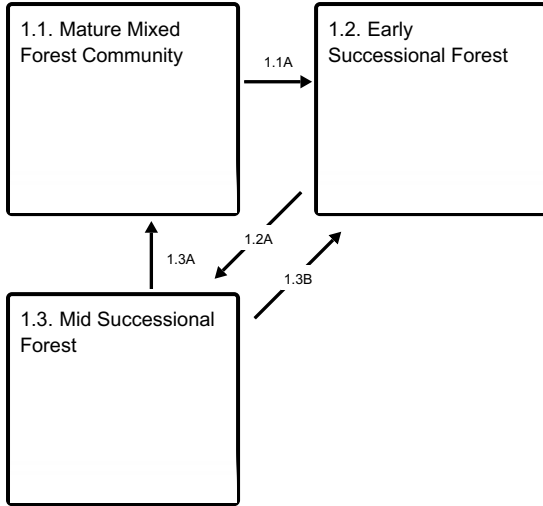 1.1. Mature Mixed
Forest Community
1.1A
1.2. Early
Successional Forest
1.2A
1.3A
1.3B
1.3. Mid Successional
Forest